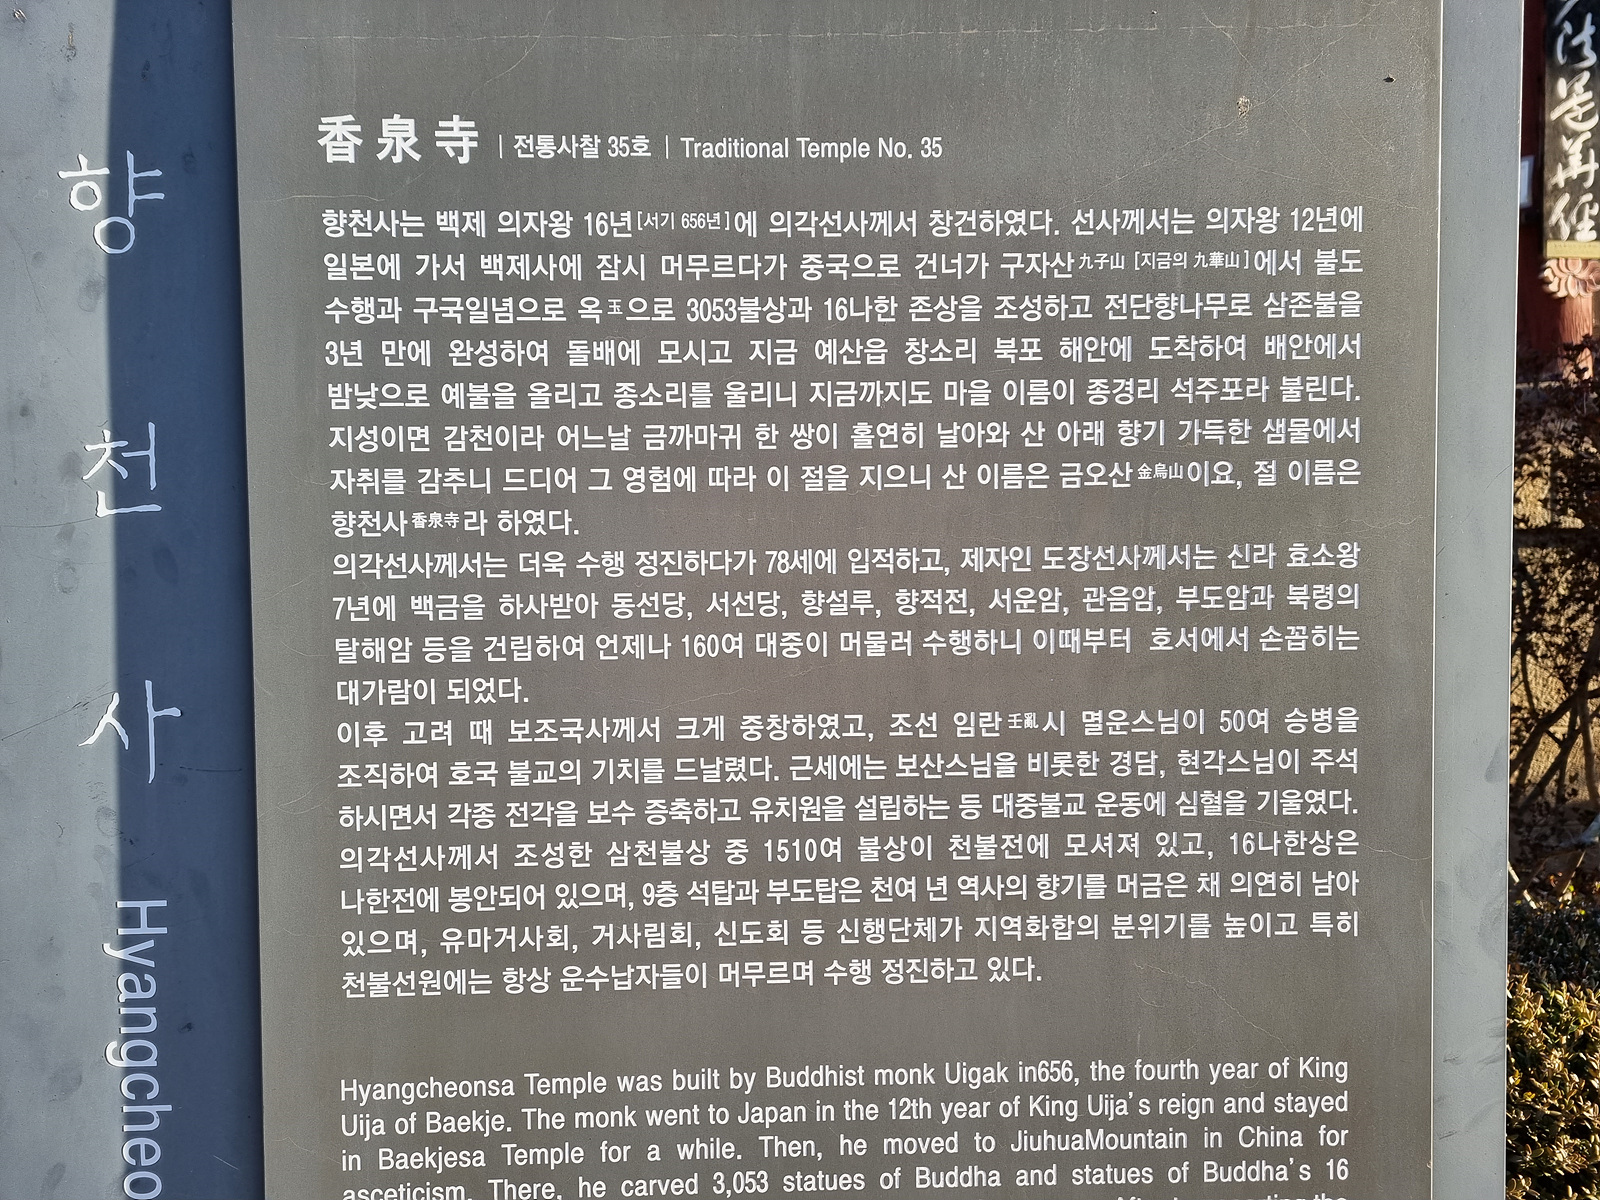 향천사
Hyangcheo
香泉寺 | 전통사찰 35호 | Traditional Temple No. 35
향천사는 백제 의자왕 16년[서기 656년]에 의각선사께서 창건하였다. 선사께서는 의자왕 12년에
일본에 가서 백제사에 잠시 머무르다가 중국으로 건너가 구자산九子山 [지금의 九華山]에서 불도
수행과 구국일념으로 옥玉으로 3053불상과 16나한 존상을 조성하고 전단향나무로 삼존불을
3년 만에 완성하여 돌배에 모시고 지금 예산읍 창소리 북포 해안에 도착하여 배안에서
밤낮으로 예불을 올리고 종소리를 울리니 지금까지도 마을 이름이 종경리 석주포라 불린다.
지성이면 감천이라 어느날 금까마귀 한 쌍이 홀연히 날아와 산 아래 향기 가득한 샘물에서
자취를 감추니 드디어 그 영험에 따라 이 절을 지으니 산 이름은 금오산金烏山이요, 절 이름은
향천사香泉寺라 하였다.
의각선사께서는 더욱 수행 정진하다가 78세에 입적하고, 제자인 도장선사께서는 신라 효소왕
7년에 백금을 하사받아 동선당, 서선당, 향설루, 향적전, 서운암, 관음암, 부도암과 북령의
탈해암 등을 건립하여 언제나 160여 대중이 머물러 수행하니 이때부터 호서에서 손꼽히는
대가람이 되었다.
이후 고려 때 보조국사께서 크게 중창하였고, 조선 임란壬亂시 멸운스님이 50여 승병을
조직하여 호국 불교의 기치를 드날렸다. 근세에는 보산스님을 비롯한 경담, 현각스님이 주석
하시면서 각종 전각을 보수 증축하고 유치원을 설립하는 등 대중불교 운동에 심혈을 기울였다.
의각선사께서 조성한 삼천불상 중 1510여 불상이 천불전에 모셔져 있고, 16나한상은
나한전에 봉안되어 있으며, 9층 석탑과 부도탑은 천여 년 역사의 향기를 머금은 채 의연히 남아
있으며, 유마거사회, 거사림회, 신도회 등 신행단체가 지역화합의 분위기를 높이고 특히
천불선원에는 항상 운수납자들이 머무르며 수행 정진하고 있다.
Hyangcheonsa Temple was built by Buddhist monk Uigak in656, the fourth year of King
Uija of Baekje. The monk went to Japan in the 12th year of King Uija's reign and stayed
in Baekjesa Temple for a while. Then, he moved to JiuhuaMountain in China for
asceticism. There, he carved 3,053 statues of Buddha and statues of Buddha's 16